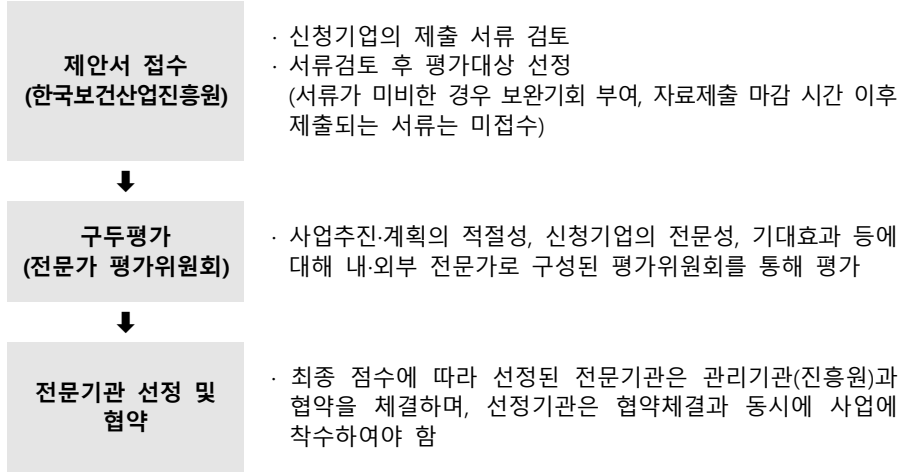 제안서 접수
(한국보건산업진흥원)
· 신청기업의 제출 서류 검토
· 서류검토 후 평가대상 선정
(서류가 미비한 경우 보완기회 부여, 자료제출 마감 시간 이후
제출되는 서류는 미접수)
⬇
구두평가
(전문가 평가위원회)
· 사업추진·계획의 적절성, 신청기업의 전문성, 기대효과 등에
대해 내·외부 전문가로 구성된 평가위원회를 통해 평가
⬇
전문기관 선정 및
협약
· 최종 점수에 따라 선정된 전문기관은 관리기관(진흥원)과
협약을 체결하며, 선정기관은 협약체결과 동시에 사업에
착수하여야 함